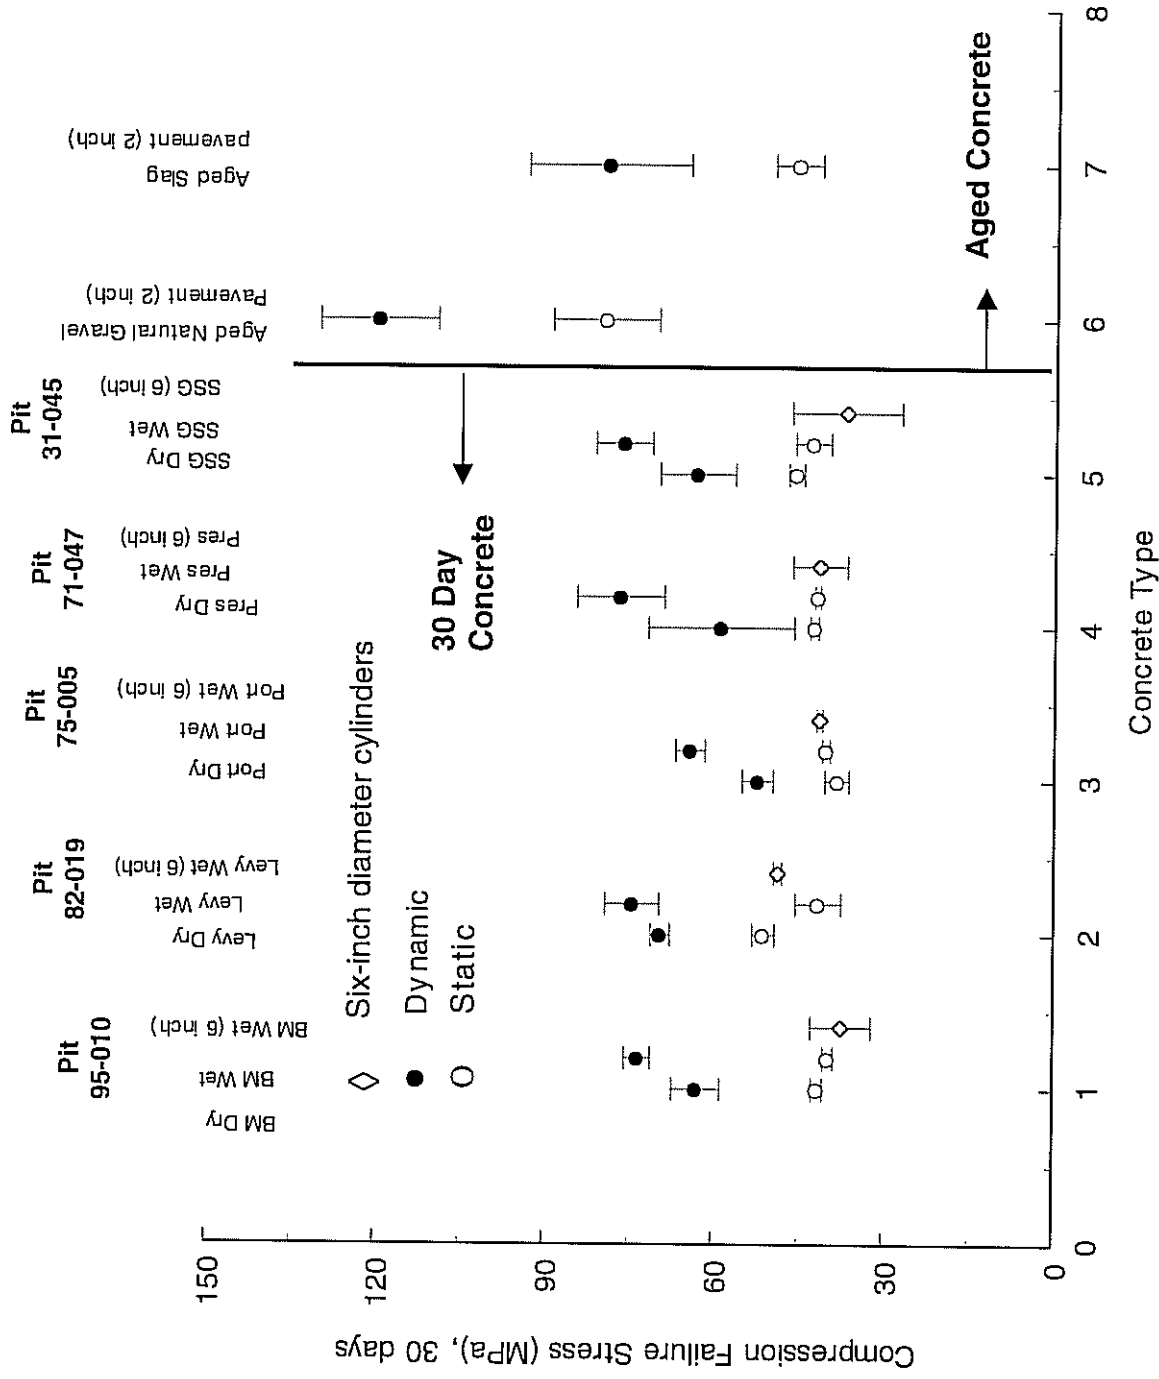 Pit
95-010
Pit
82-019
Pit
75-005
Pit
71-047
Pit
31-045
BM Dry
BM Wet
BM Wet (6 inch)
Levy Dry
Levy Wet
Levy Wet (6 inch)
Port Dry
Port Wet
Port Wet (6 inch)
Pres Dry
Pres Wet
Pres (6 inch)
SSG Dry
SSG Wet
SSG (6 inch)
Aged Natural Gravel
Pavement (2 inch)
Aged Slag
pavement (2 inch)
Six-inch diameter cylinders
Dynamic
Static
30 Day
Concrete
Aged Concrete
Compression Failure Stress (MPa), 30 days
150
120
90
60
30
0
0
1
2
3
4
5
6
7
8
Concrete Type